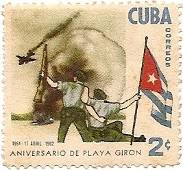 CUBA
CORREOS
1961 - 17 ABRIL 1962
2¢
ANIVERSARIO DE PLAYA GIRON